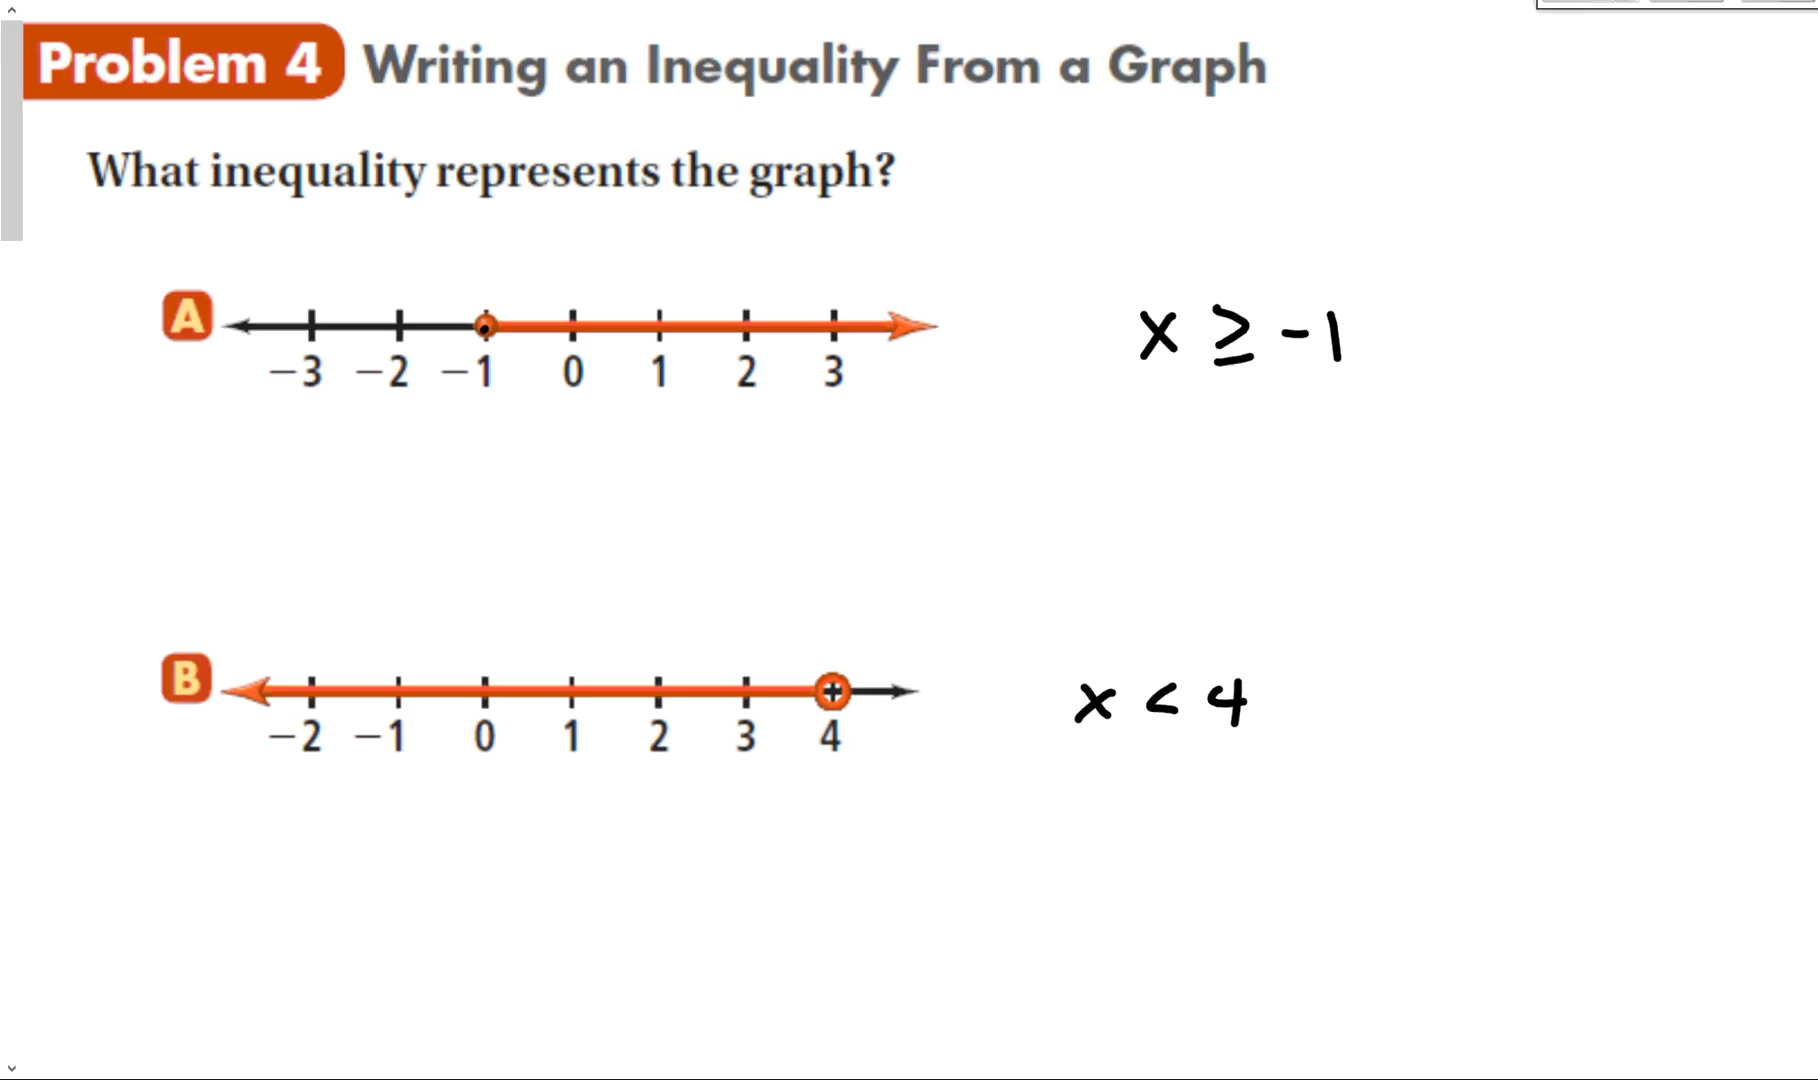 Problem 4 Writing an Inequality From a Graph
What inequality represents the graph?
A
−3 −2 −1 0 1 2 3
x ≥ -1
B
−2 −1 0 1 2 3 4
x < 4